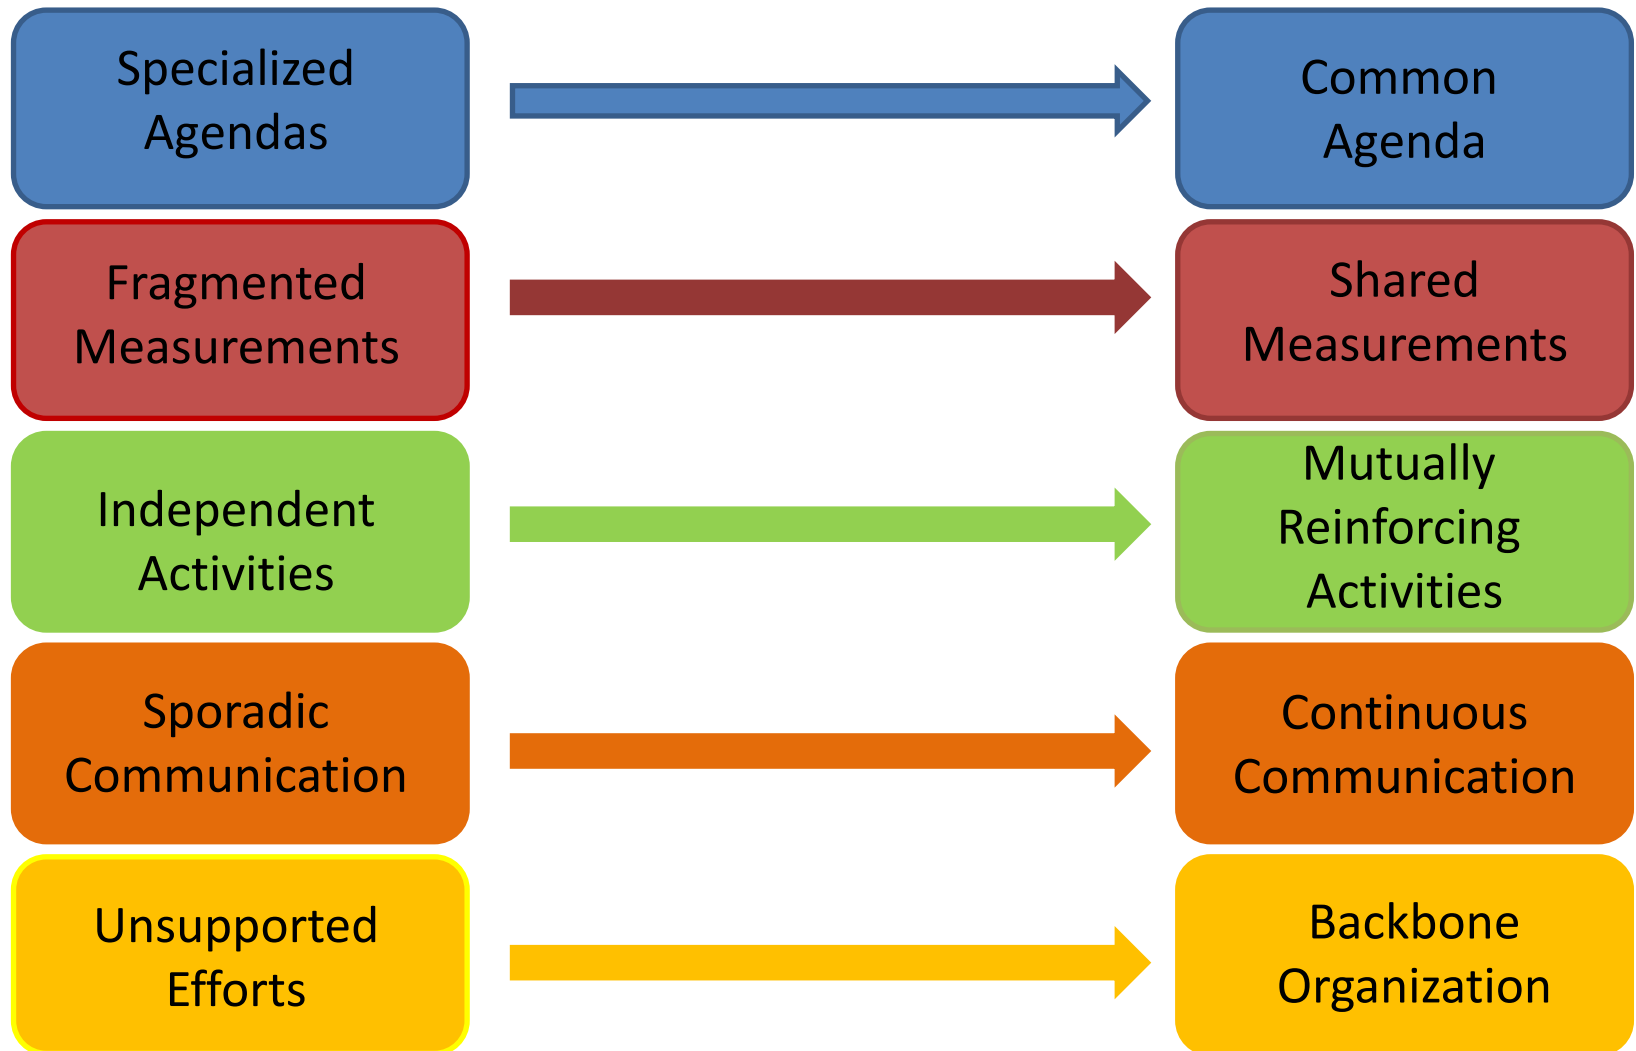 Specialized
Agendas
Common
Agenda
Fragmented
Measurements
Shared
Measurements
Independent
Activities
Mutually
Reinforcing
Activities
Sporadic
Communication
Continuous
Communication
Unsupported
Efforts
Backbone
Organization